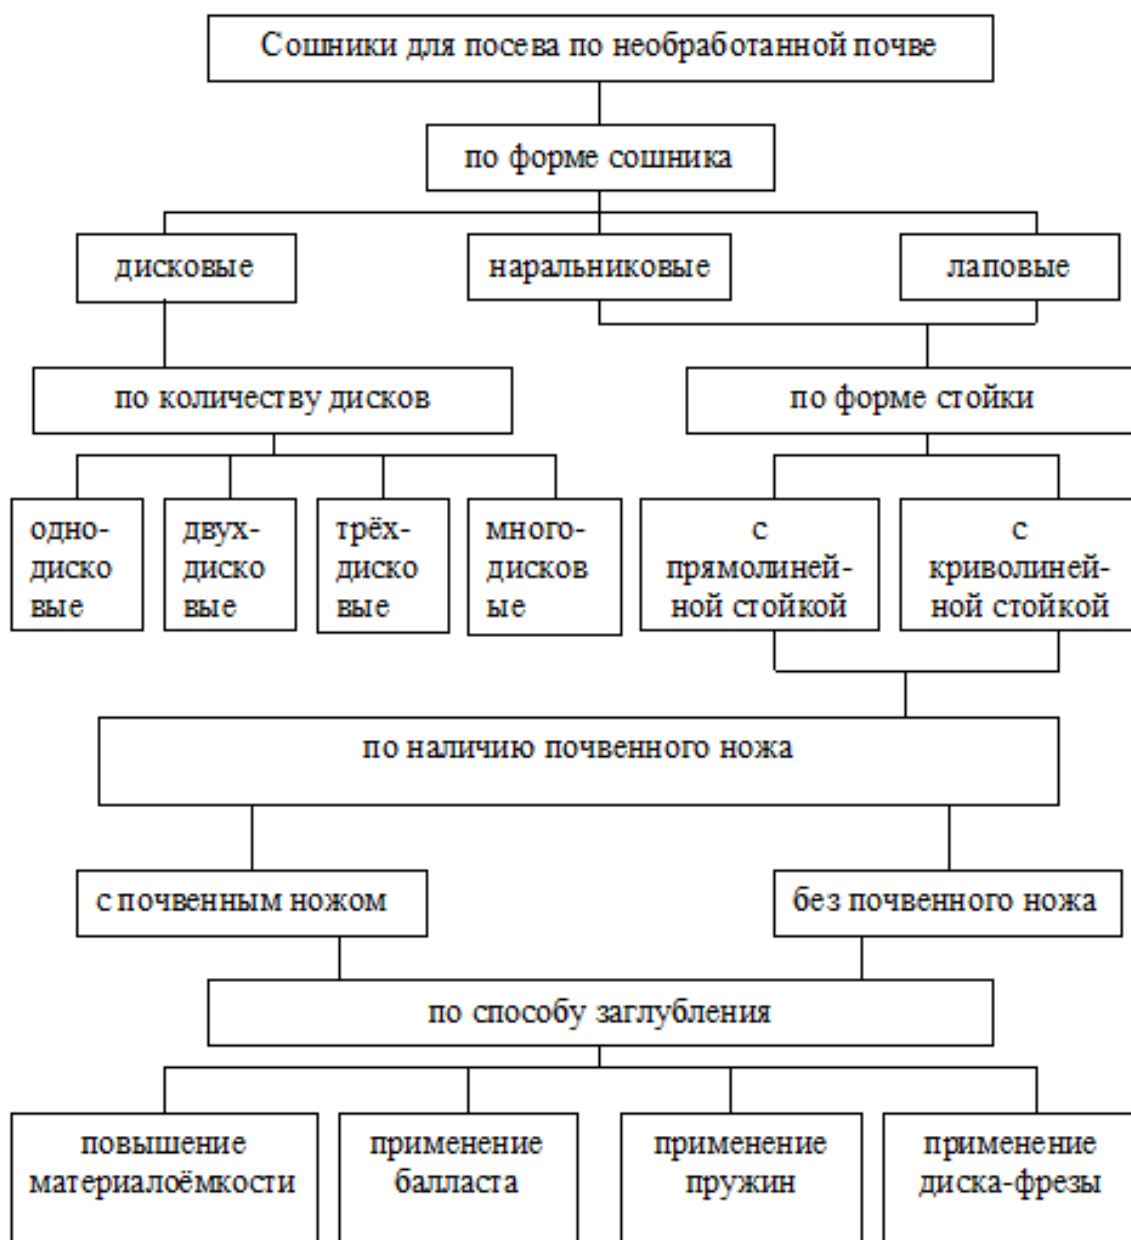 Сошники для посева по необработанной почве
по форме сошника
дисковые
наральниковые
лаповые
по количеству дисков
по форме стойки
одно-
диско
вые
двух-
диско
вые
трёх-
диско
вые
много-
дисков
ые
с
прямолиней-
ной стойкой
с
криволиней-
ной стойкой
по наличию почвенного ножа
с почвенным ножом
без почвенного ножа
по способу заглубления
повышение
материалоёмкости
применение
балласта
применение
пружин
применение
диска-фрезы